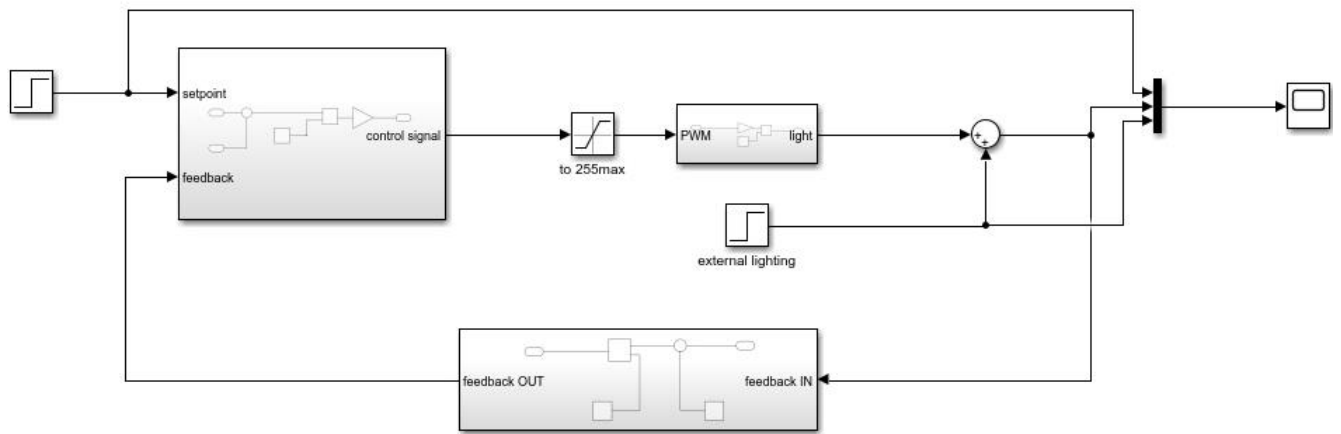 setpoint
control signal
feedback
to 255max
PWM
light
+
+
external lighting
feedback OUT
feedback IN